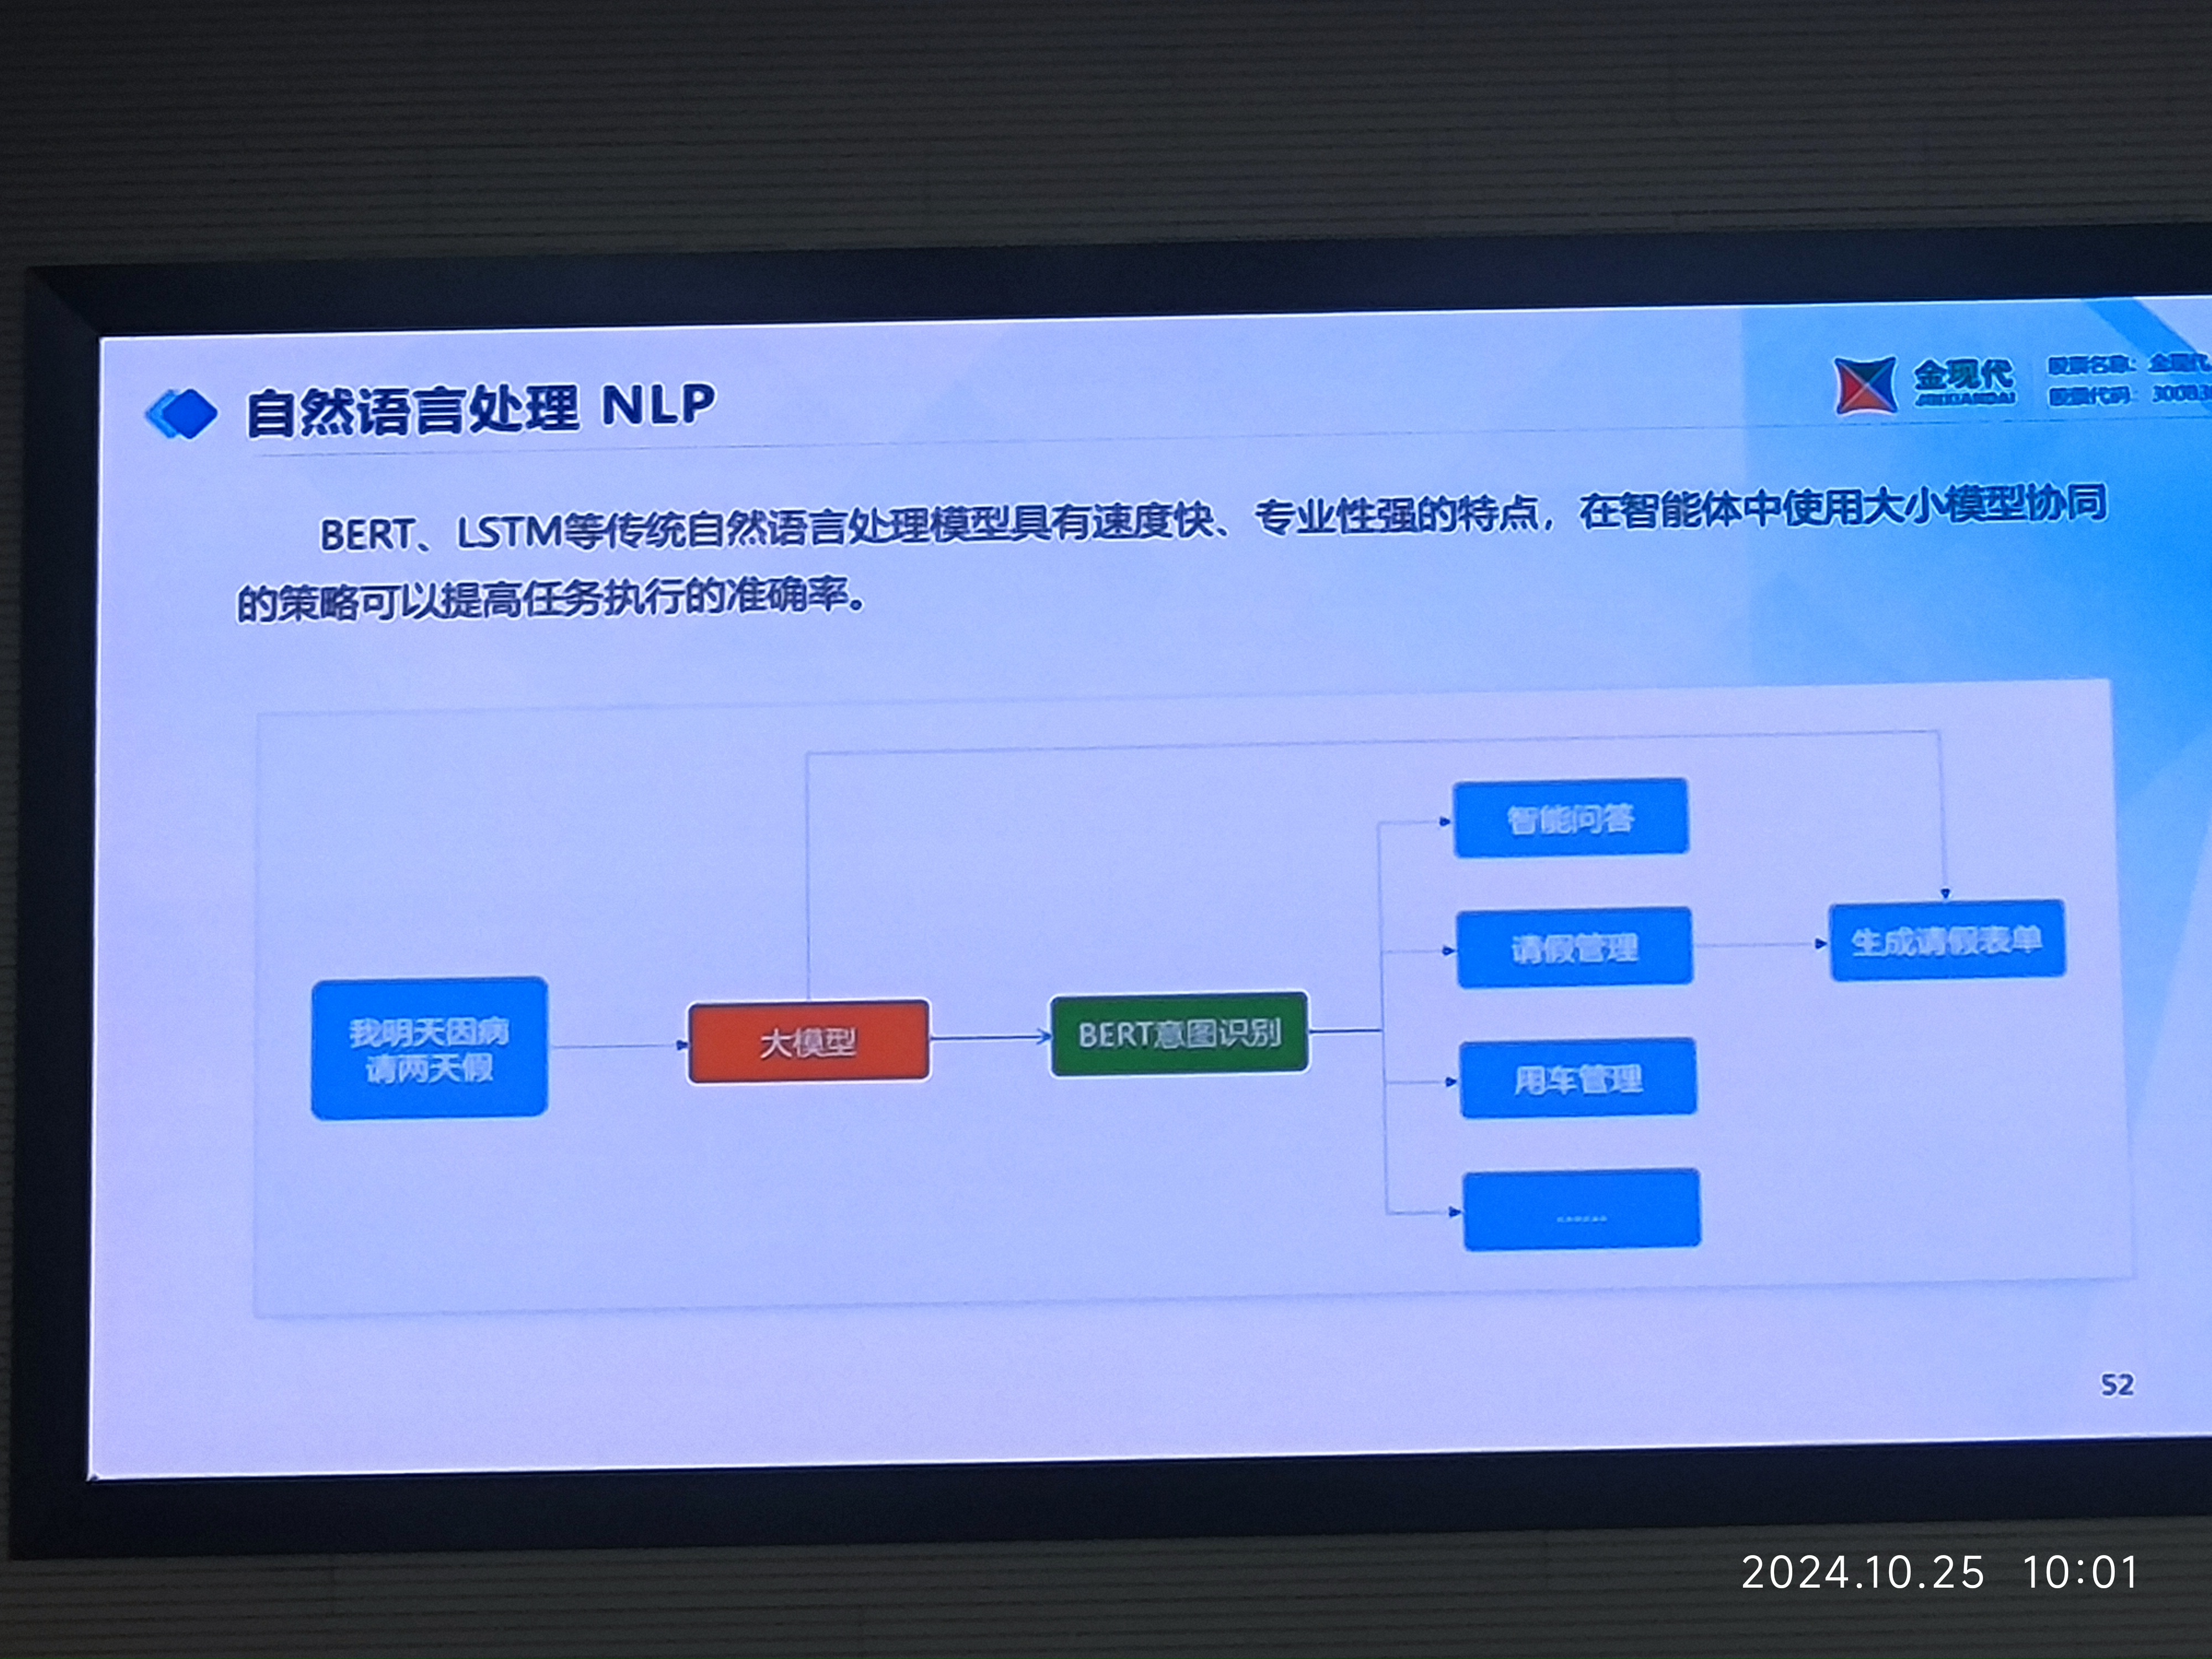 自然语言处理 NLP
金现代
JINXIANDAI
股票名称：金现代
股票代码：30083
BERT、LSTM等传统自然语言处理模型具有速度快、专业性强的特点，在智能体中使用大小模型协同
的策略可以提高任务执行的准确率。
我明天因病
请两天假
大模型
BERT意图识别
智能问答
请假管理
用车管理
......
生成请假表单
52
2024.10.25 10:01